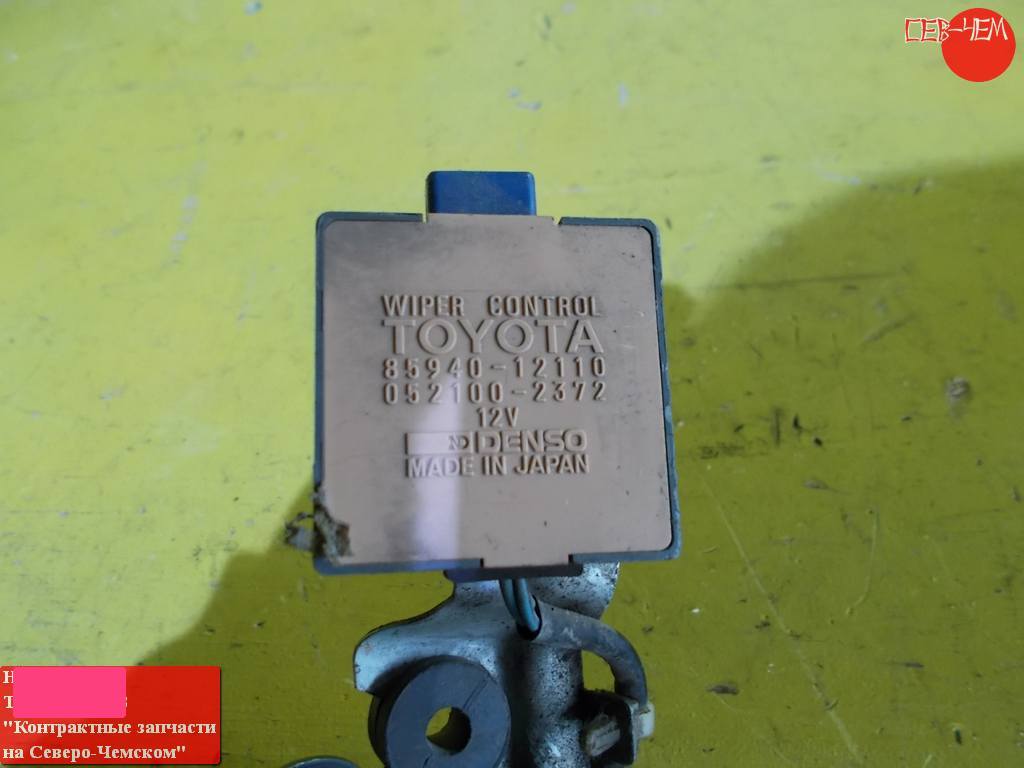 СЕВ-ЧЕМ
WIPER CONTROL
TOYOTA
85940-12110
052100-2372
12V
ND DENSO
MADE IN JAPAN
"Контрактные запчасти
на Северо-Чемском"